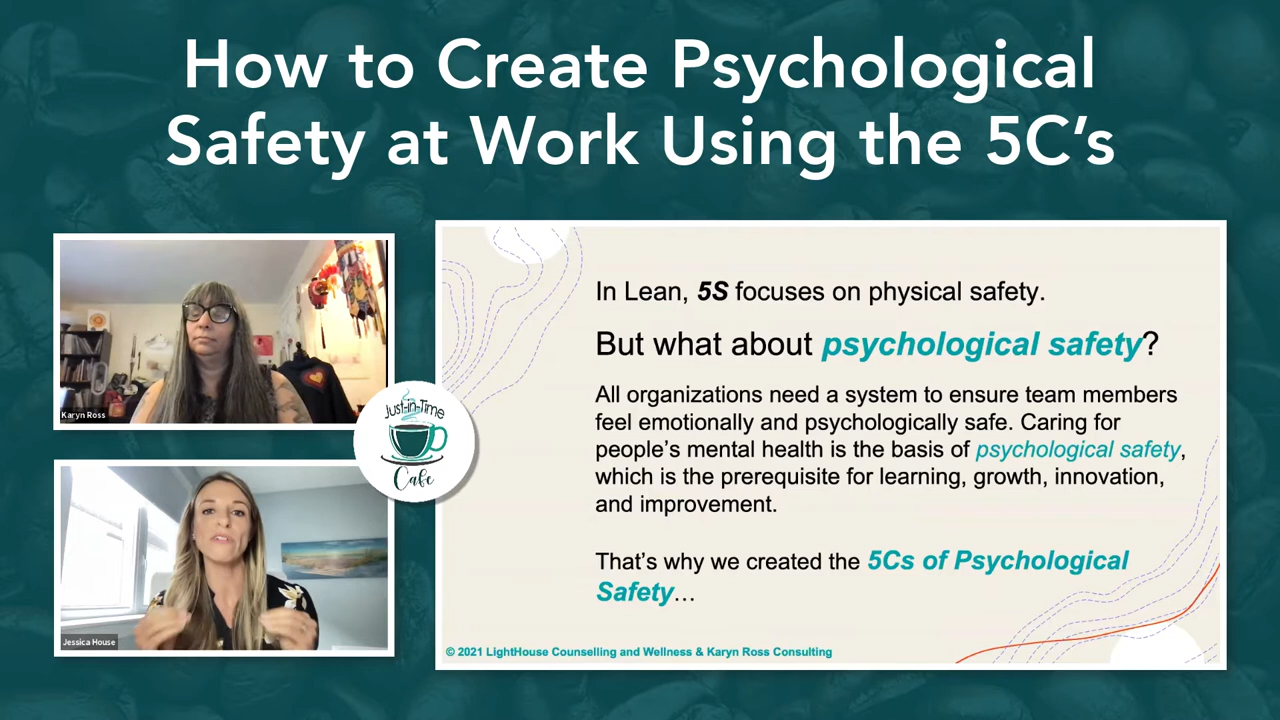 How to Create Psychological
Safety at Work Using the 5C's
Karyn Ross
Just-in-Time
Cafe
Jessica House
In Lean, 5S focuses on physical safety.
But what about psychological safety?
All organizations need a system to ensure team members
feel emotionally and psychologically safe. Caring for
people's mental health is the basis of psychological safety,
which is the prerequisite for learning, growth, innovation,
and improvement.
That's why we created the 5Cs of Psychological
Safety...
© 2021 LightHouse Counselling and Wellness & Karyn Ross Consulting